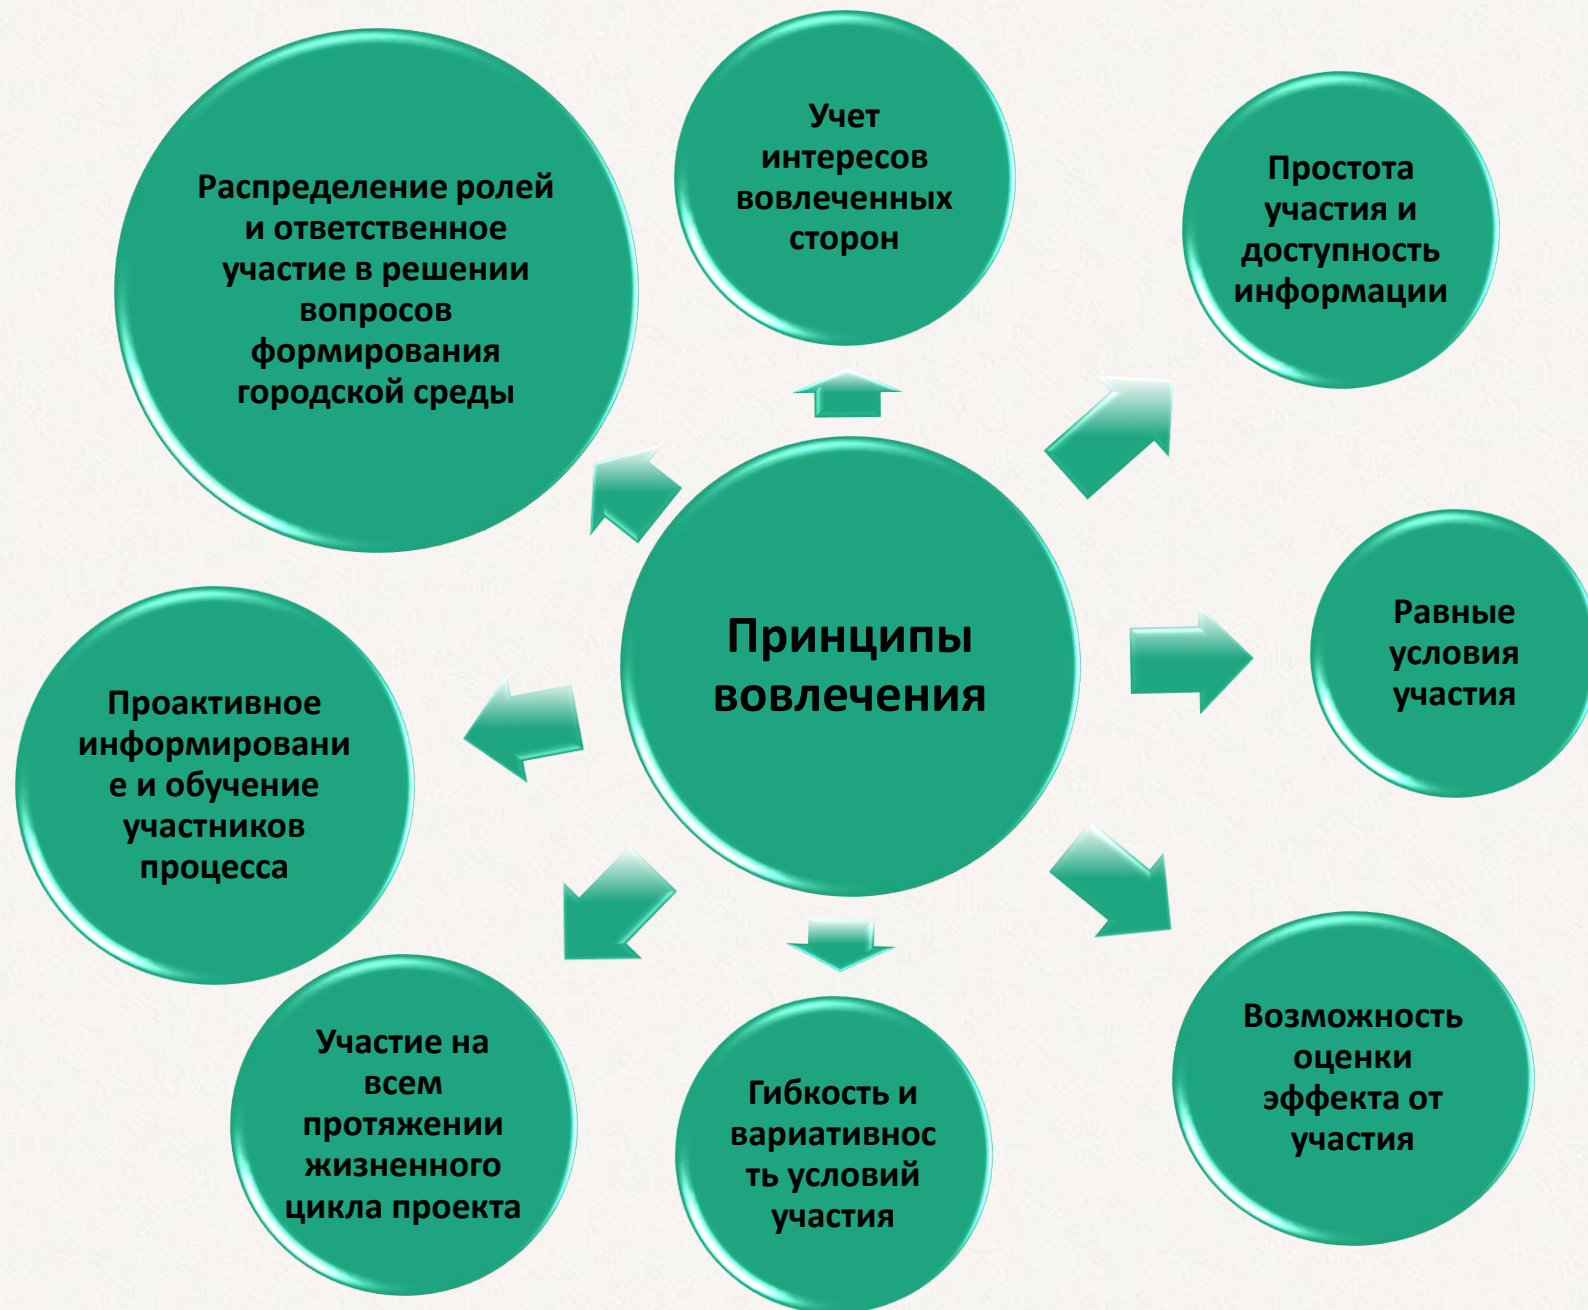 Учет
интересов
вовлеченных
сторон
Простота
участия и
доступность
информации
Равные
условия
участия
Возможность
оценки
эффекта от
участия
Гибкость и
вариативнос
ть условий
участия
Участие на
всем
протяжении
жизненного
цикла проекта
Проактивное
информировани
е и обучение
участников
процесса
Распределение ролей
и ответственное
участие в решении
вопросов
формирования
городской среды
Принципы
вовлечения